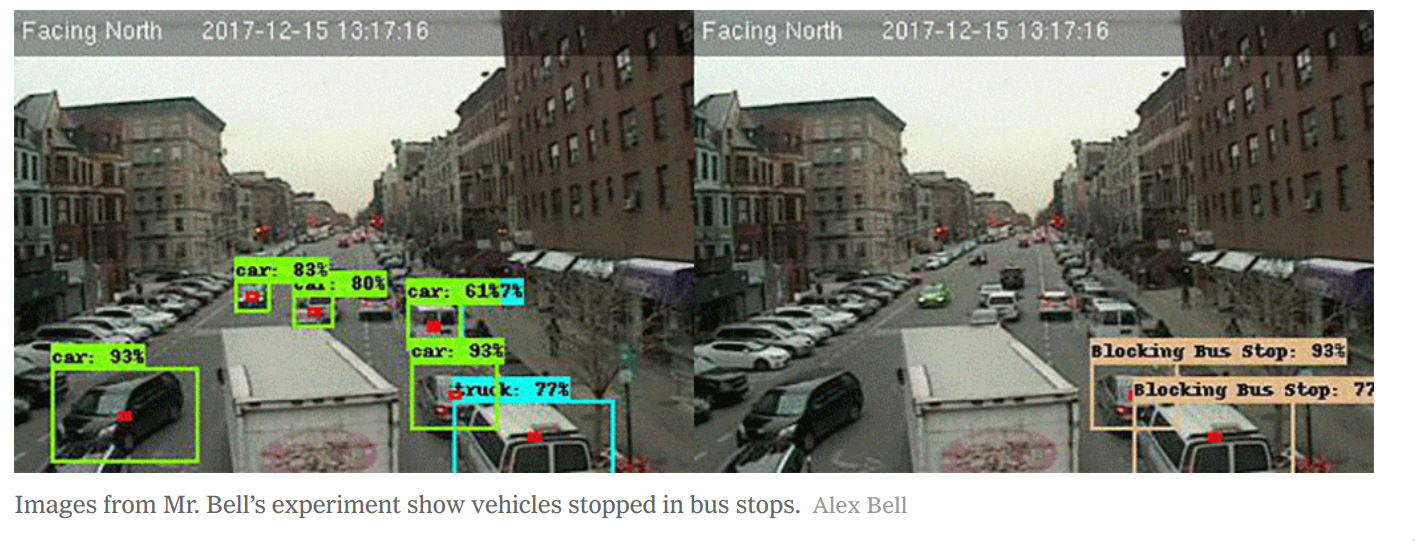 Facing North 2017-12-15 13:17:16
car: 83%
car: 80%
car: 61%7%
car: 93%
car: 93%
truck: 77%
Facing North 2017-12-15 13:17:16
Blocking Bus Stop: 93%
Blocking Bus Stop: 77
Images from Mr. Bell’s experiment show vehicles stopped in bus stops. Alex Bell